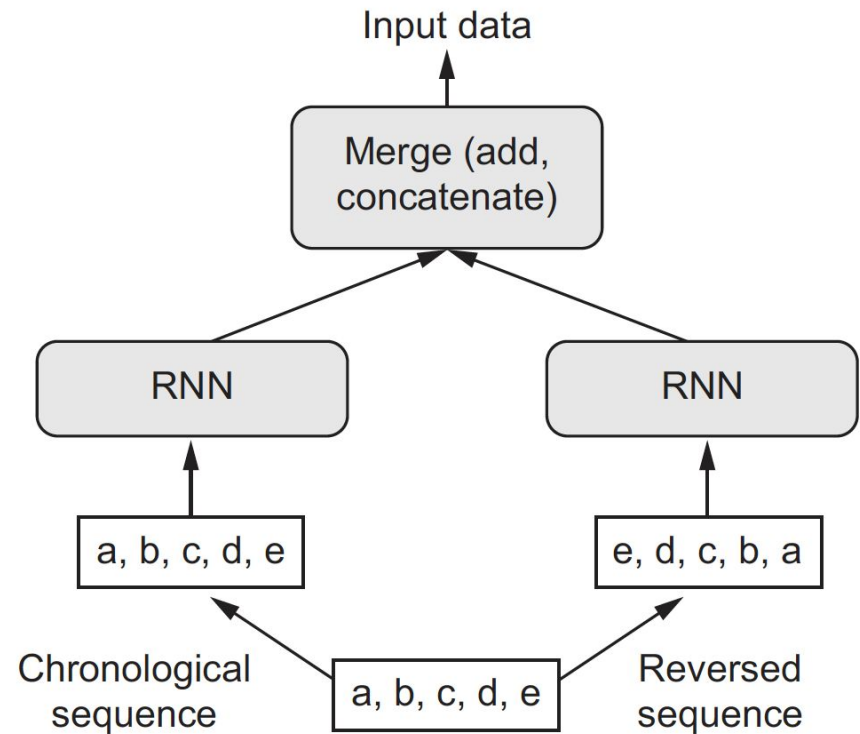 Input data
Merge (add,
concatenate)
RNN
RNN
a, b, c, d, e
e, d, c, b, a
Chronological
sequence
a, b, c, d, e
Reversed
sequence